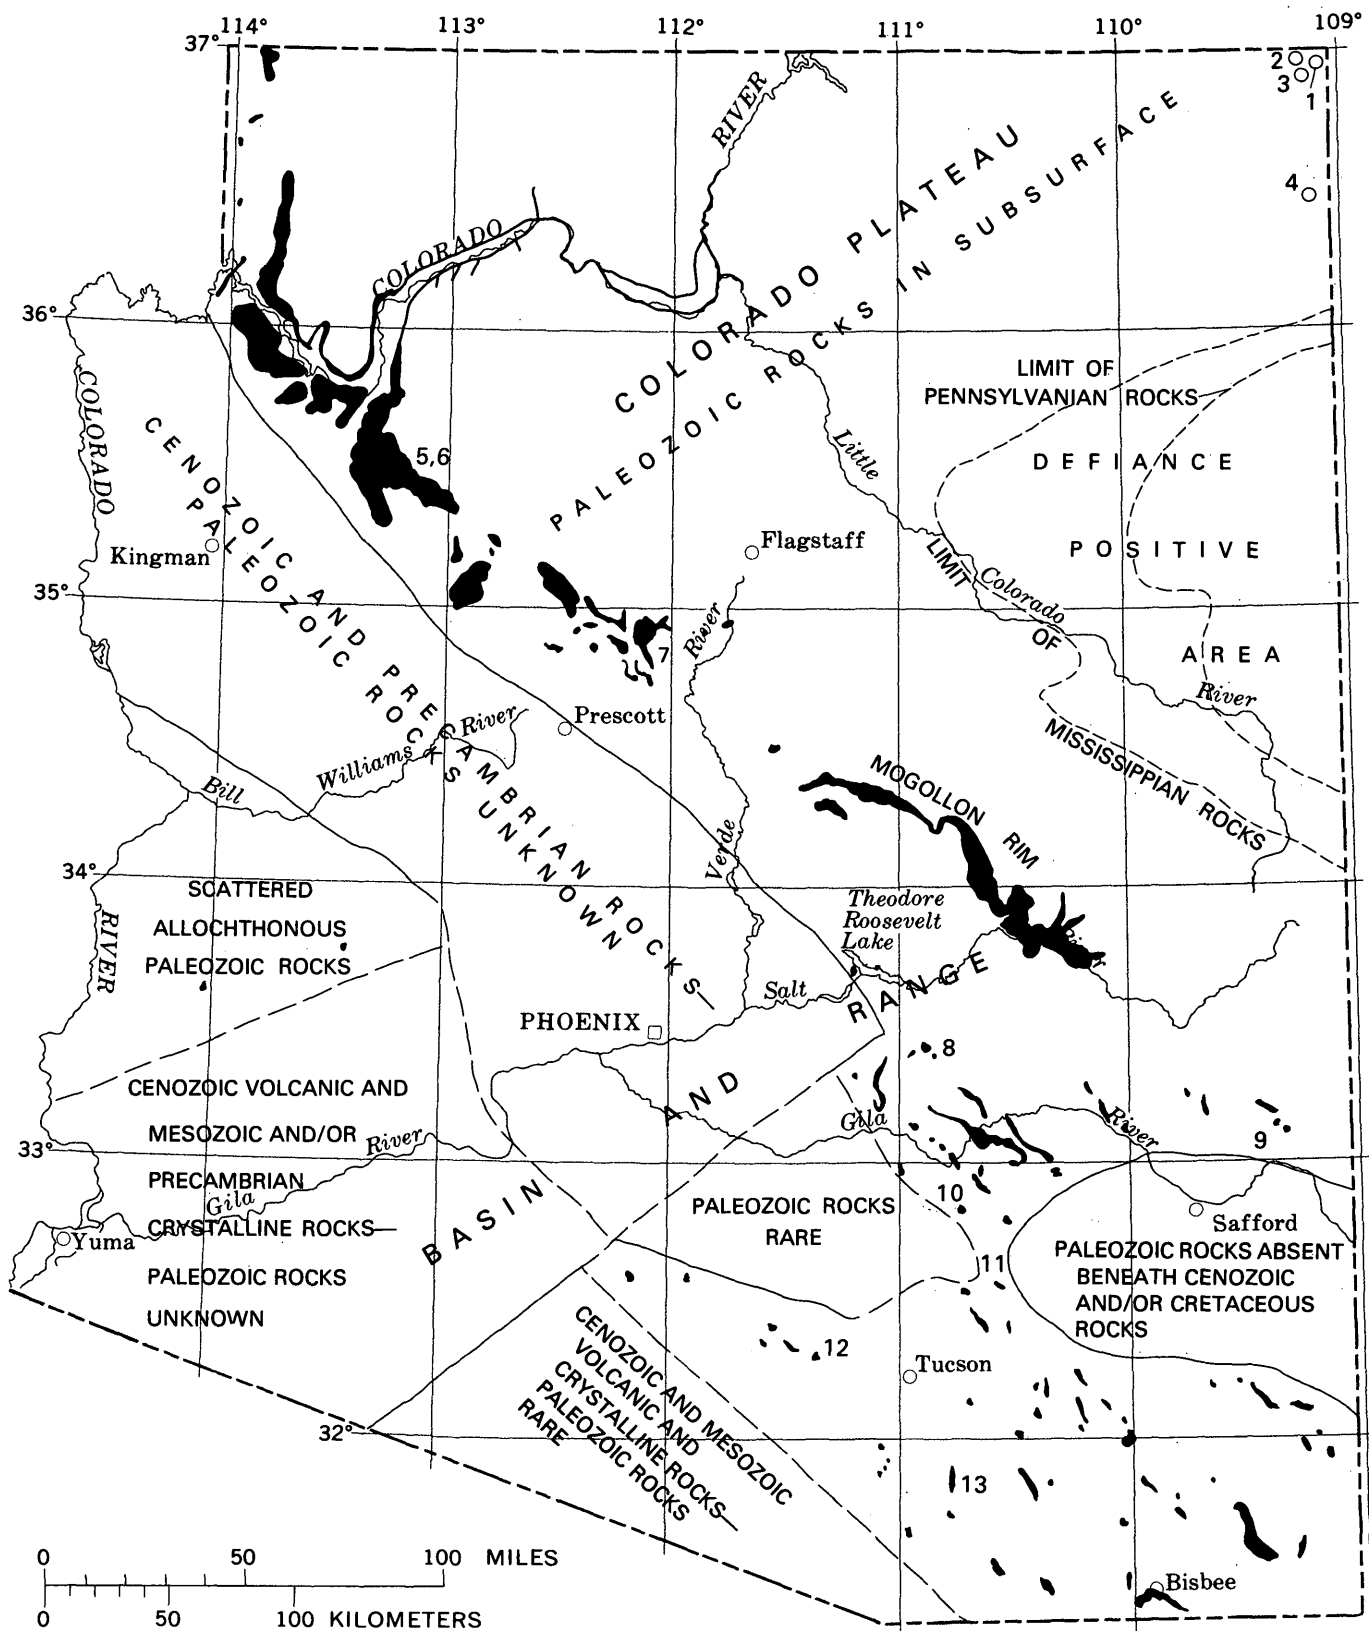 114° 113° 112° 111° 110° 109°
37°
2
3
1
4
RIVER
COLORADO PLATEAU
PALEOZOIC ROCKS IN SUBSURFACE
COLORADO
36°
LIMIT OF
PENNSYLVANIAN ROCKS
COLORADO
5,6
Little
DEFIANCE
CENOZOIC AND PRECAMBRIAN ROCKS—
PALEOZOIC ROCKS UNKNOWN
Kingman
Flagstaff
POSITIVE
LIMIT
Colorado
35°
OF
River
7
AREA
River
Prescott
River
Williams
Bill
MISSISSIPPIAN ROCKS
MOGOLLON
RIM
Verde
34°
SCATTERED
ALLOCHTHONOUS
PALEOZOIC ROCKS
RIVER
Theodore
Roosevelt
Lake
River
Salt
PHOENIX
BASIN AND RANGE
8
CENOZOIC VOLCANIC AND
MESOZOIC AND/OR
PRECAMBRIAN
CRYSTALLINE ROCKS—
PALEOZOIC ROCKS
UNKNOWN
River
Gila
Gila
River
9
33°
10
PALEOZOIC ROCKS
RARE
Yuma
Safford
PALEOZOIC ROCKS ABSENT
BENEATH CENOZOIC
AND/OR CRETACEOUS
ROCKS
11
12
Tucson
CENOZOIC AND MESOZOIC
VOLCANIC AND
CRYSTALLINE ROCKS—
PALEOZOIC ROCKS
RARE
32°
13
Bisbee
0 50 100 MILES
0 50 100 KILOMETERS